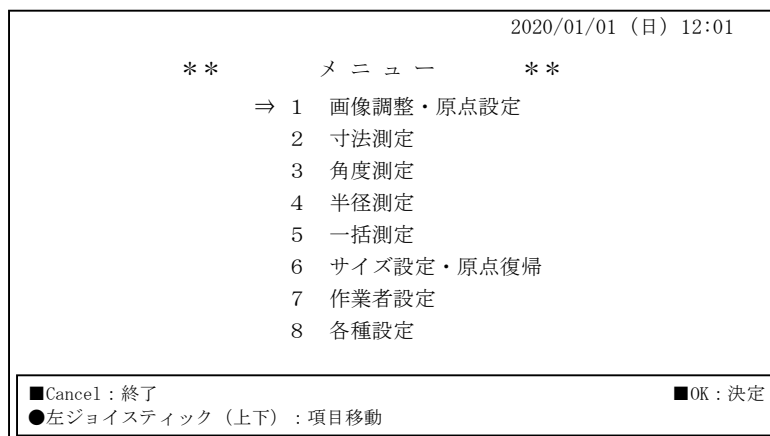 2020/01/01 (日) 12:01
** メニュー **
⇒ 1 画像調整・原点設定
2 寸法測定
3 角度測定
4 半径測定
5 一括測定
6 サイズ設定・原点復帰
7 作業者設定
8 各種設定
■Cancel:終了 ■OK:決定
●左ジョイスティック (上下) :項目移動